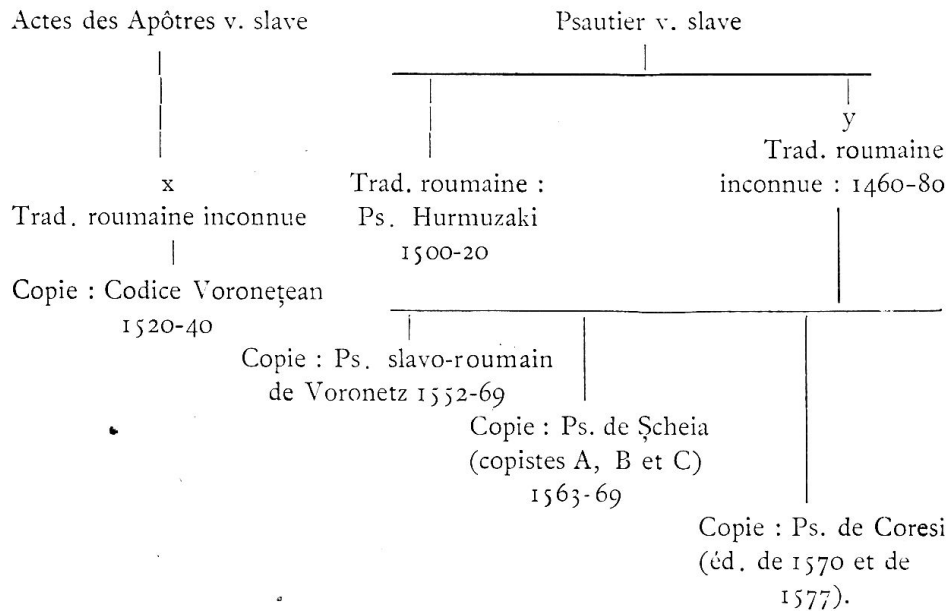 Actes des Apôtres v. slave
Psautier v. slave
x
Trad. roumaine inconnue
Copie : Codice Voronețean
1520-40
Trad. roumaine :
Ps. Hurmuzaki
1500-20
y
Trad. roumaine
inconnue : 1460-80
Copie : Ps. slavo-roumain
de Voronetz 1552-69
Copie : Ps. de Șcheia
(copistes A, B et C)
1563-69
Copie : Ps. de Coresi
(éd. de 1570 et de
1577).